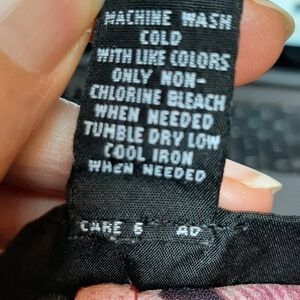 MACHINE WASH
COLD
WITH LIKE COLORS
ONLY NON-
CHLORINE BLEACH
WHEN NEEDED
TUMBLE DRY LOW
COOL IRON
WHEN NEEDED
CARE 6 AD